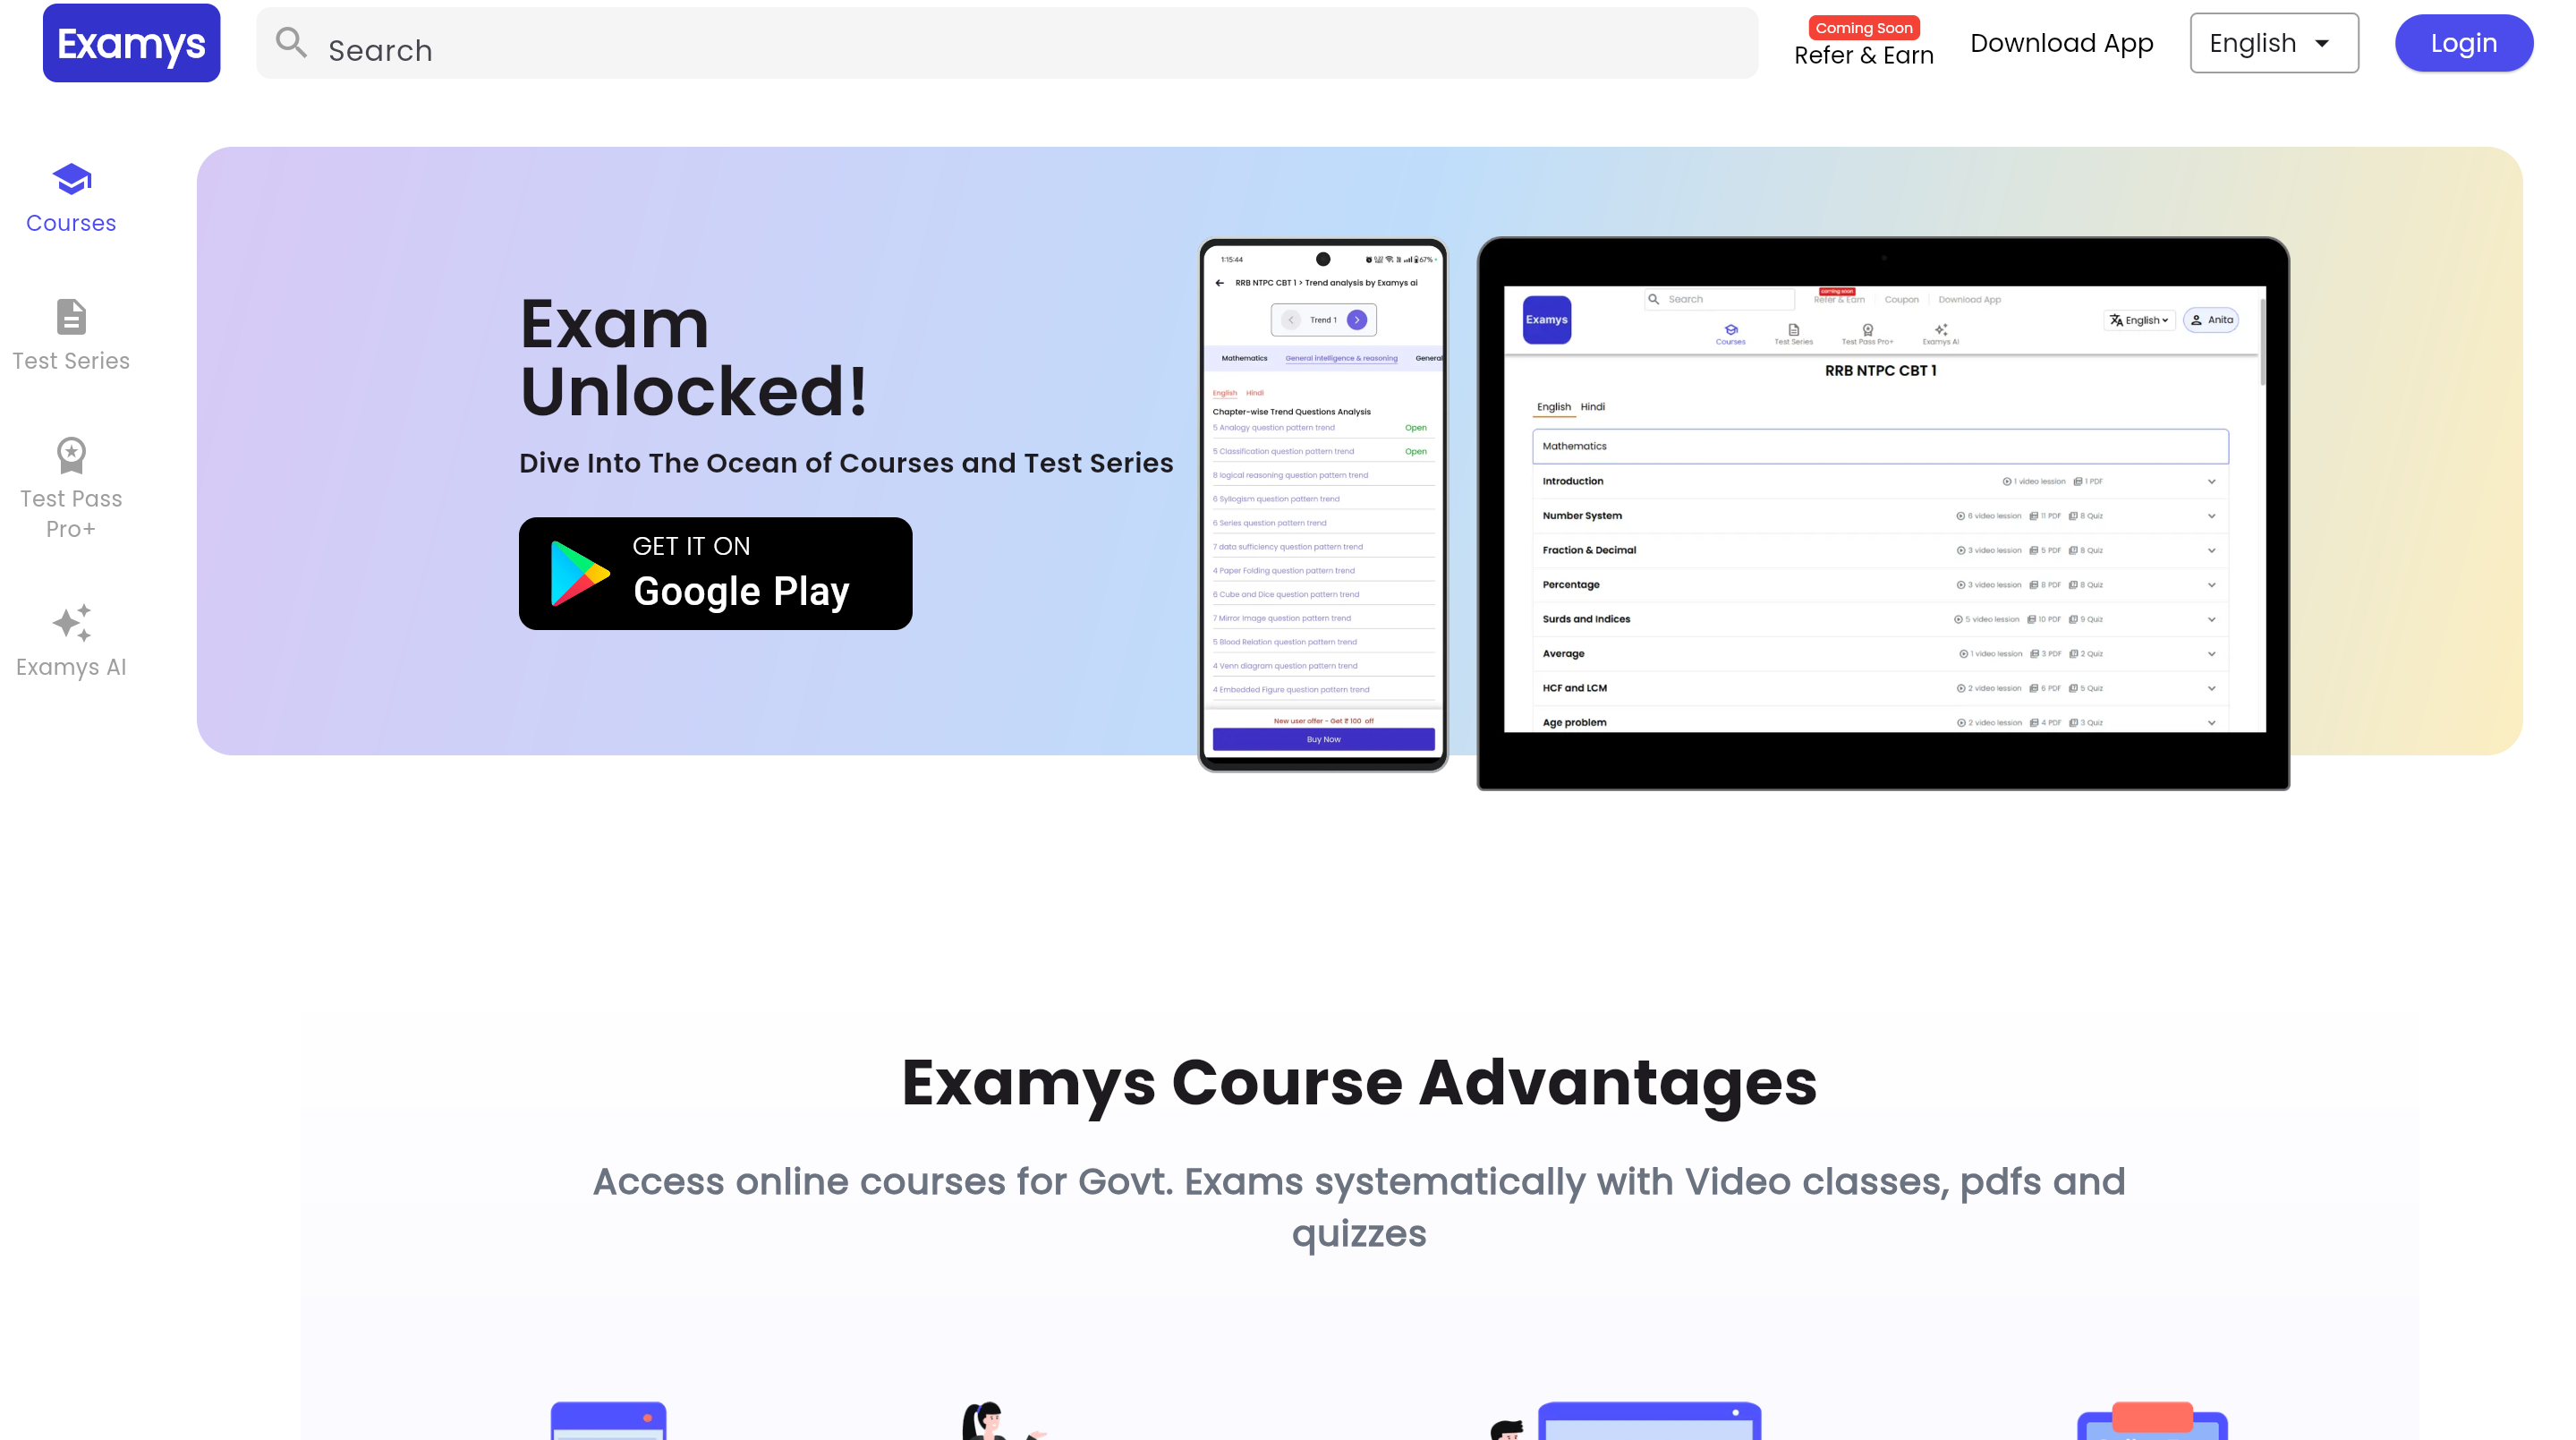 Examys
Search
Coming Soon
Refer & Earn
Download App
English
Login
Courses
Test Series
Test Pass
Pro+
Examys AI
Exam
Unlocked!
Dive Into The Ocean of Courses and Test Series
GET IT ON
Google Play
1:15:44
67%
RRB NTPC CBT 1 > Trend analysis by Examys ai
Trend 1
Mathematics General intelligence & reasoning General
English Hindi
Chapter-wise Trend Questions Analysis
5 Analogy question pattern trend Open
5 Classification question pattern trend Open
8 logical reasoning question pattern trend
6 Syllogism question pattern trend
6 Series question pattern trend
7 data sufficiency question pattern trend
4 Paper Folding question pattern trend
6 Cube and Dice question pattern trend
7 Mirror image question pattern trend
5 Blood Relation question pattern trend
4 Venn diagram question pattern trend
4 Embedded Figure question pattern trend
New user offer - Get ₹ 100 off
Buy Now
Examys
Search
coming soon
Refer & Earn
Coupon
Download App
English
Anita
Courses
Test Series
Test Pass Pro+
Examys AI
RRB NTPC CBT 1
English Hindi
Mathematics
Introduction 1 video lession 1 PDF
Number System 6 video lession 11 PDF 8 Quiz
Fraction & Decimal 3 video lession 5 PDF 8 Quiz
Percentage 3 video lession 8 PDF 8 Quiz
Surds and Indices 5 video lession 10 PDF 9 Quiz
Average 1 video lession 3 PDF 2 Quiz
HCF and LCM 2 video lession 6 PDF 5 Quiz
Age problem 2 video lession 4 PDF 3 Quiz
Examys Course Advantages
Access online courses for Govt. Exams systematically with Video classes, pdfs and
quizzes